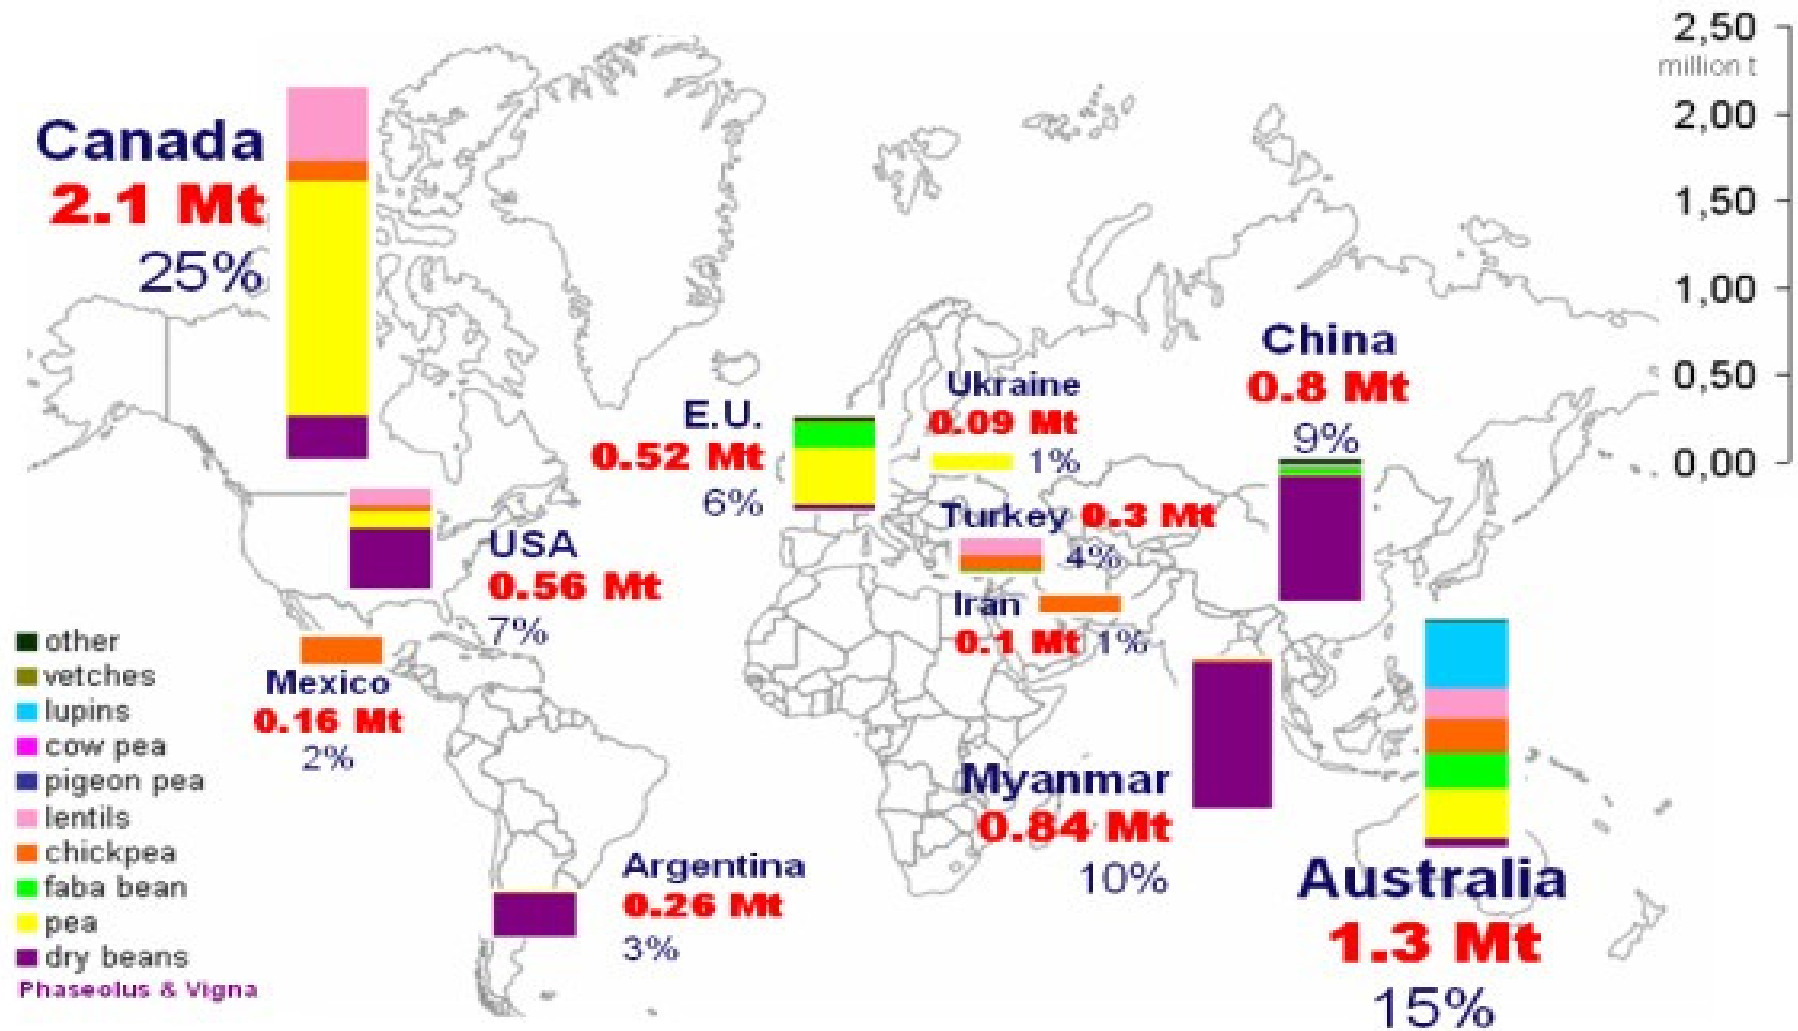 2,50
million t
2,00
1,50
1,00
0,50
0,00
Canada
2.1 Mt
25%
USA
0.56 Mt
7%
Mexico
0.16 Mt
2%
Argentina
0.26 Mt
3%
E.U.
0.52 Mt
6%
Ukraine
0.09 Mt
1%
Turkey 0.3 Mt
4%
Iran
0.1 Mt 1%
China
0.8 Mt
9%
Myanmar
0.84 Mt
10%
Australia
1.3 Mt
15%
other
vetches
lupins
cow pea
pigeon pea
lentils
chickpea
faba bean
pea
dry beans
Phaseolus & Vigna